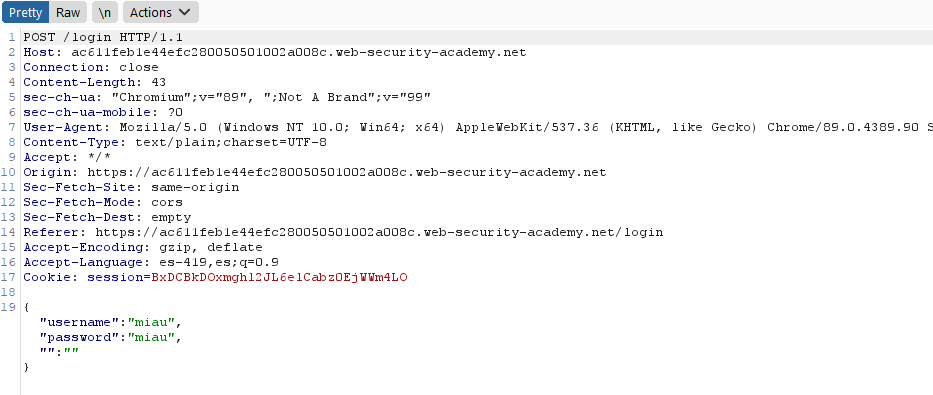 Pretty Raw \n Actions
1 POST /login HTTP/1.1
2 Host: ac611feb1e44efc280050501002a008c.web-security-academy.net
3 Connection: close
4 Content-Length: 43
5 sec-ch-ua: "Chromium";v="89", ";Not A Brand";v="99"
6 sec-ch-ua-mobile: ?0
7 User-Agent: Mozilla/5.0 (Windows NT 10.0; Win64; x64) AppleWebKit/537.36 (KHTML, like Gecko) Chrome/89.0.4389.90 S
8 Content-Type: text/plain;charset=UTF-8
9 Accept: */*
10 Origin: https://ac611feb1e44efc280050501002a008c.web-security-academy.net
11 Sec-Fetch-Site: same-origin
12 Sec-Fetch-Mode: cors
13 Sec-Fetch-Dest: empty
14 Referer: https://ac611feb1e44efc280050501002a008c.web-security-academy.net/login
15 Accept-Encoding: gzip, deflate
16 Accept-Language: es-419,es;q=0.9
17 Cookie: session=BxDCBkDOxmghl2JL6elCabz0EjWWm4LO
18
19 {
"username":"miau",
"password":"miau",
"":""
}